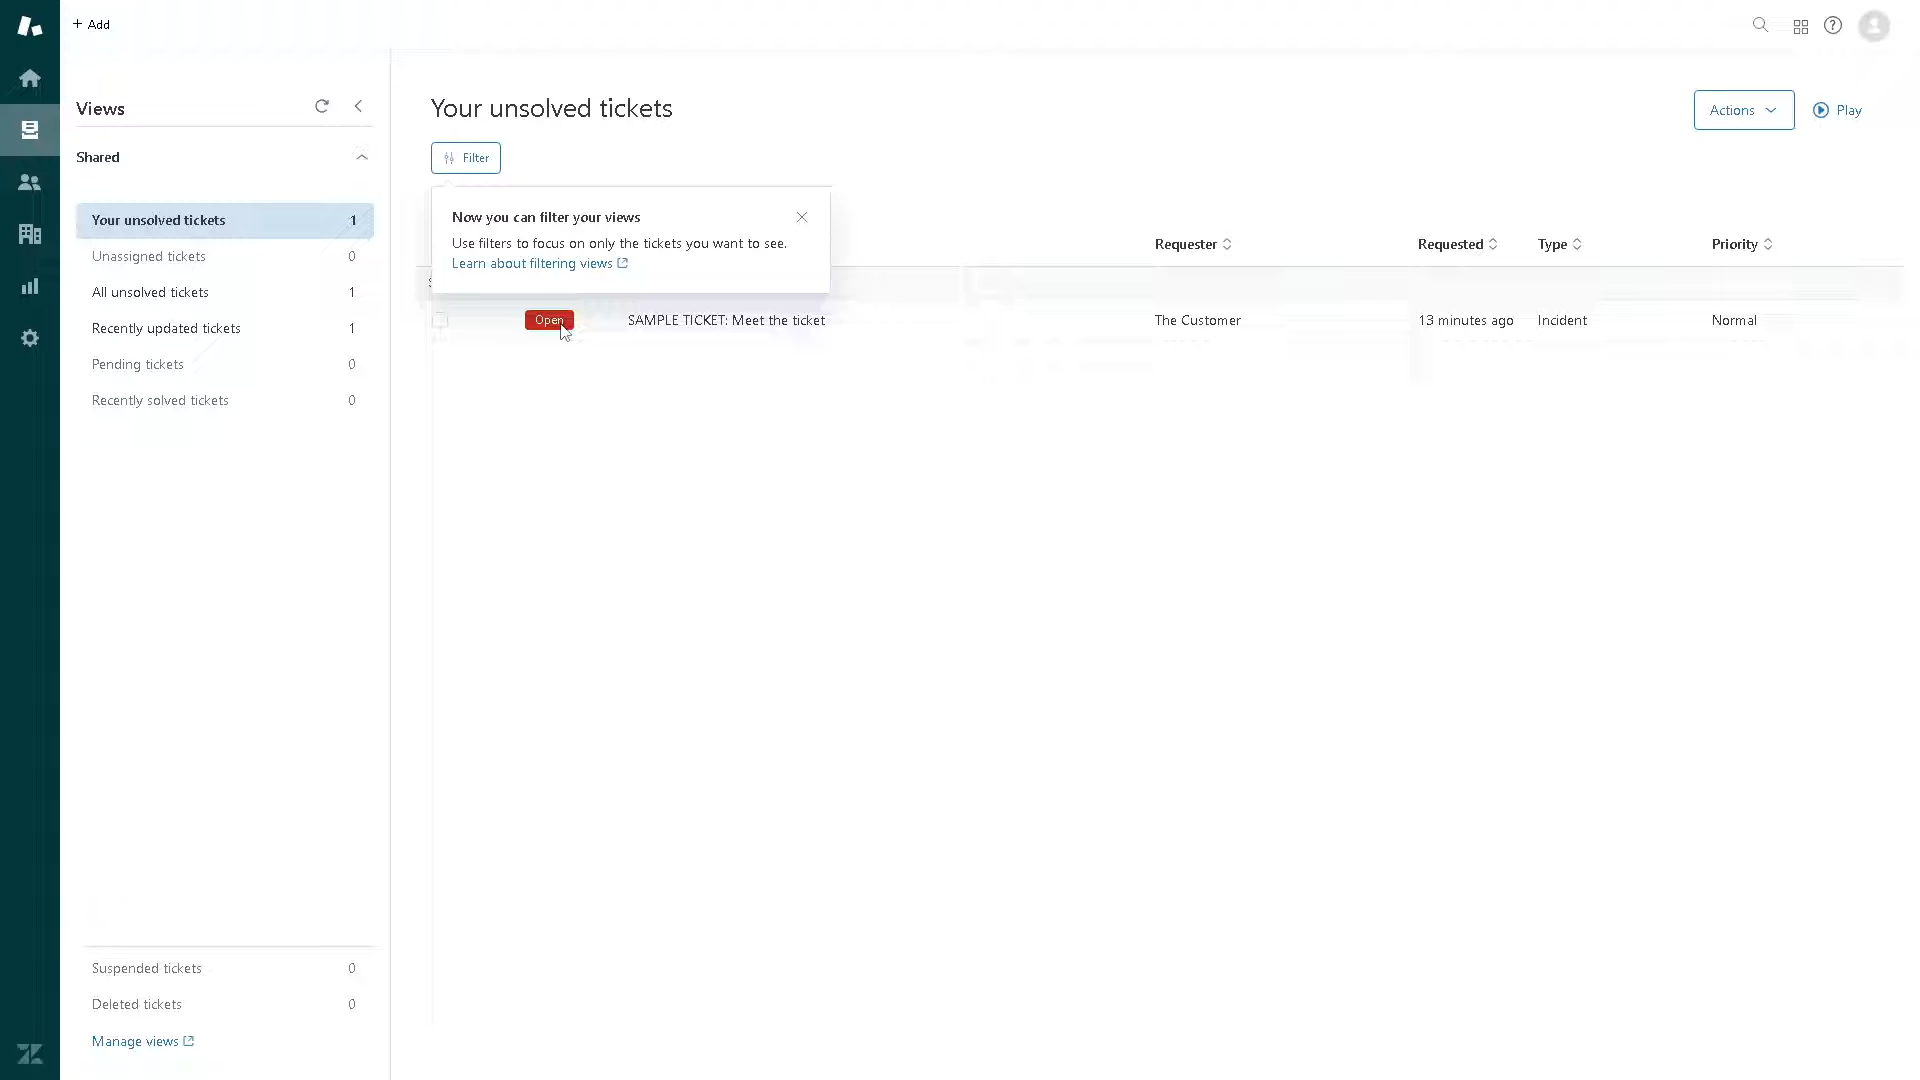 + Add
Views
Shared
Your unsolved tickets 1
Unassigned tickets 0
All unsolved tickets 1
Recently updated tickets 1
Pending tickets 0
Recently solved tickets 0
Suspended tickets 0
Deleted tickets 0
Manage views
Your unsolved tickets
Actions
Play
Filter
Now you can filter your views
Use filters to focus on only the tickets you want to see.
Learn about filtering views
Requester Requested Type Priority
Open SAMPLE TICKET: Meet the ticket The Customer 13 minutes ago Incident Normal